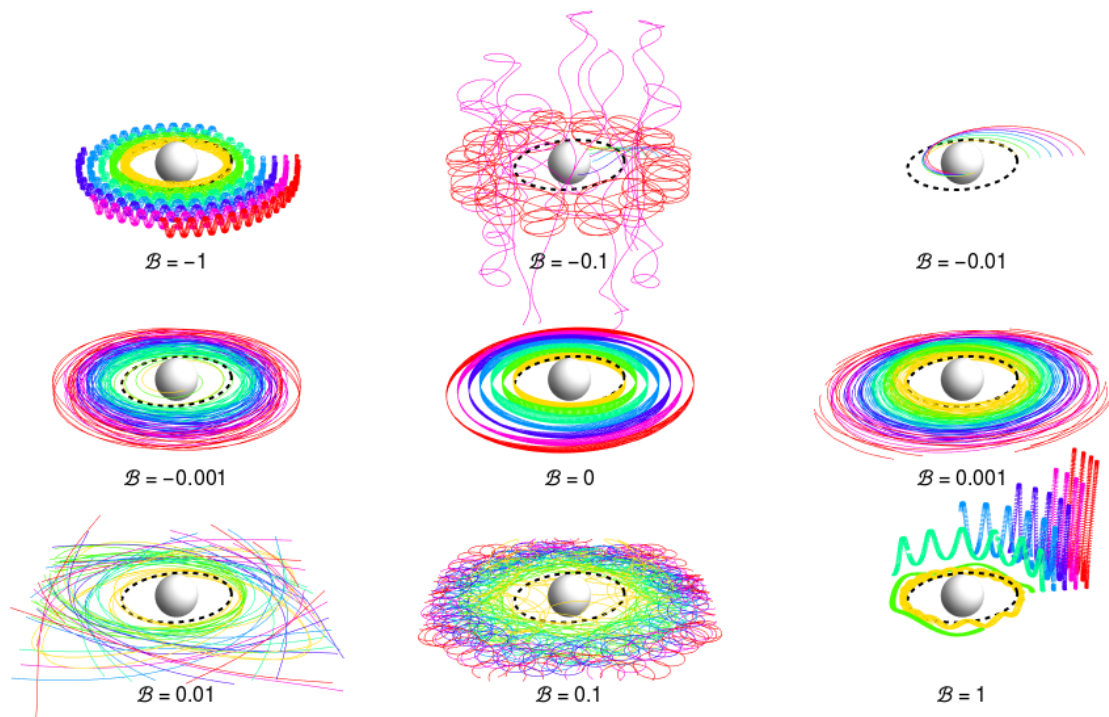 ℬ = −1
ℬ = −0.1
ℬ = −0.01
ℬ = −0.001
ℬ = 0
ℬ = 0.001
ℬ = 0.01
ℬ = 0.1
ℬ = 1